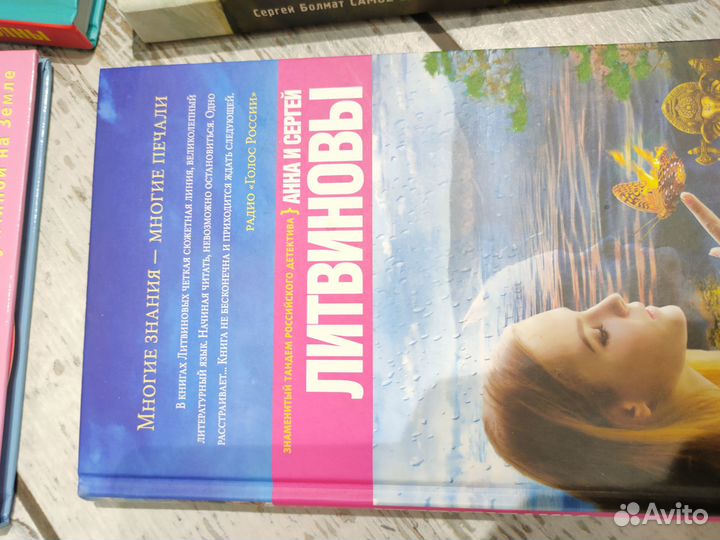 Многие знания — многие печали
В книгах Литвиновых четкая сюжетная линия, великолепный
литературный язык. Начиная читать, невозможно остановиться. Одно
расстраивает... Книга не бесконечна и приходится ждать следующей.
радио «Голос России»
ЗНАМЕНИТЫЙ ТАНДЕМ РОССИЙСКОГО ДЕТЕКТИВА } АННА И СЕРГЕЙ
ЛИТВИНОВЫ
Сергей Болмат САМОЕ
на Земле
Avito